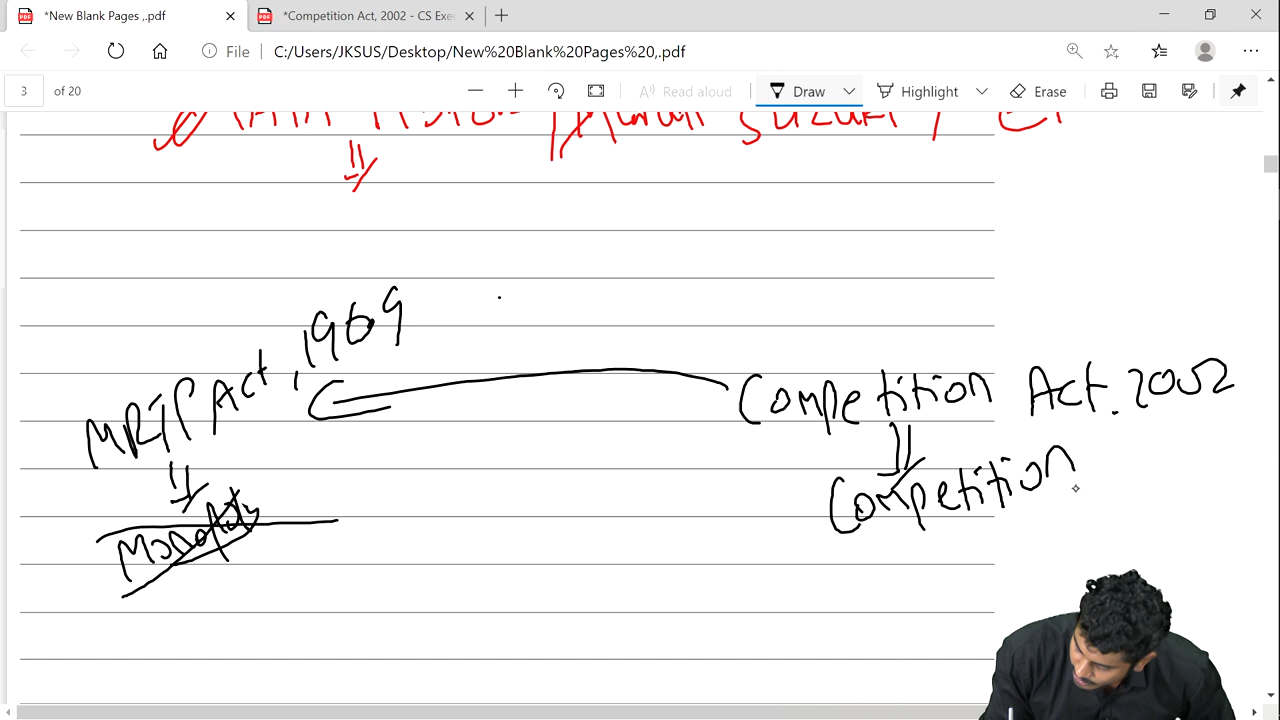 *New Blank Pages ,.pdf
*Competition Act, 2002 - CS Exec
File C:/Users/JKSUS/Desktop/New%20Blank%20Pages%20,.pdf
3 of 20 Read aloud Draw Highlight Erase
Suzuki,
MRTP Act, 1969
Competition Act. 2002
Competition